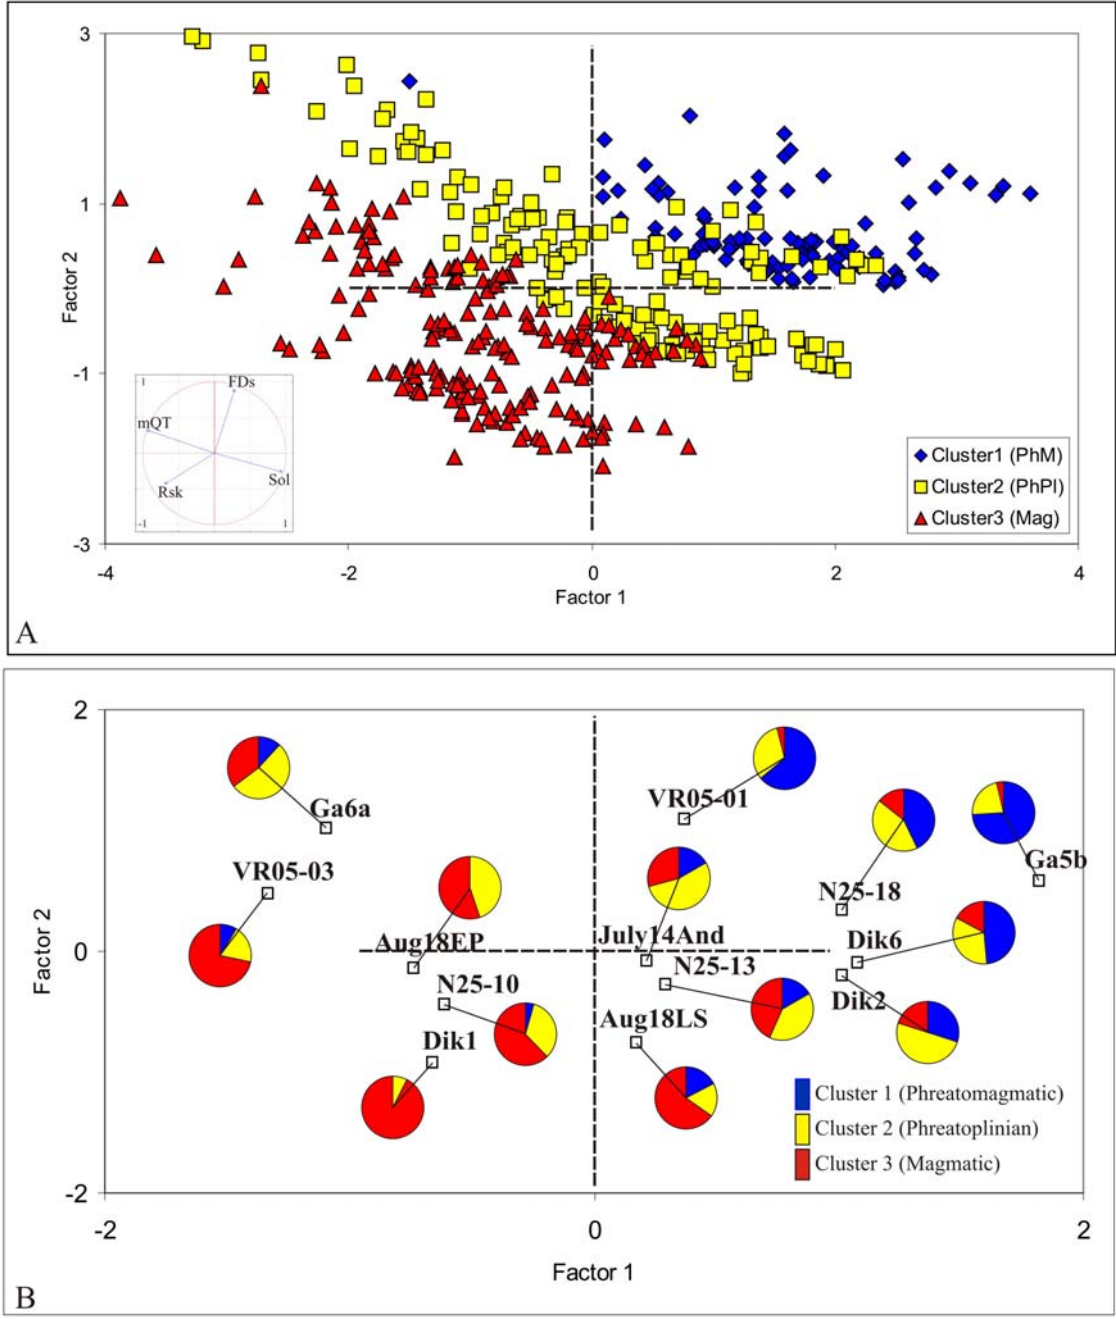 3
1
-1
-3
Factor 2
-4
-2
0
2
4
Factor 1
1
FDs
mQT
Sol
Rsk
-1
1
Cluster1 (PhM)
Cluster2 (PhPl)
Cluster3 (Mag)
A
2
0
-2
Factor 2
Ga6a
VR05-03
VR05-01
Ga5b
N25-18
Aug18EP
July14And
Dik6
N25-10
N25-13
Dik2
Dik1
Aug18LS
Cluster 1 (Phreatomagmatic)
Cluster 2 (Phreatoplinian)
Cluster 3 (Magmatic)
-2
0
2
Factor 1
B